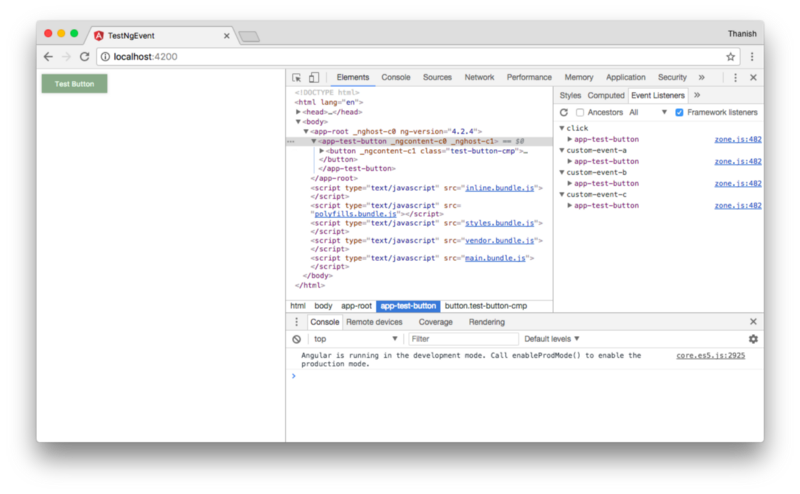 TestNgEvent
Thanish
localhost:4200
Test Button
Elements Console Sources Network Performance Memory Application Security »
<!DOCTYPE html>
<html lang="en">
<head>…</head>
<body>
<app-root _nghost-c0 ng-version="4.2.4">
… <app-test-button _ngcontent-c0 _nghost-c1> == $0
<button _ngcontent-c1 class="test-button-cmp">…
</button>
</app-test-button>
</app-root>
<script type="text/javascript" src="inline.bundle.js">
</script>
<script type="text/javascript" src=
"polyfills.bundle.js"></script>
<script type="text/javascript" src="styles.bundle.js">
</script>
<script type="text/javascript" src="vendor.bundle.js">
</script>
<script type="text/javascript" src="main.bundle.js">
</script>
</body>
</html>
html body app-root app-test-button button.test-button-cmp
Styles Computed Event Listeners »
Ancestors All Framework listeners
click
app-test-button zone.js:482
custom-event-a
app-test-button zone.js:482
custom-event-b
app-test-button zone.js:482
custom-event-c
app-test-button zone.js:482
Console Remote devices Coverage Rendering
top Filter Default levels
Angular is running in the development mode. Call enableProdMode() to enable the core.es5.js:2925
production mode.